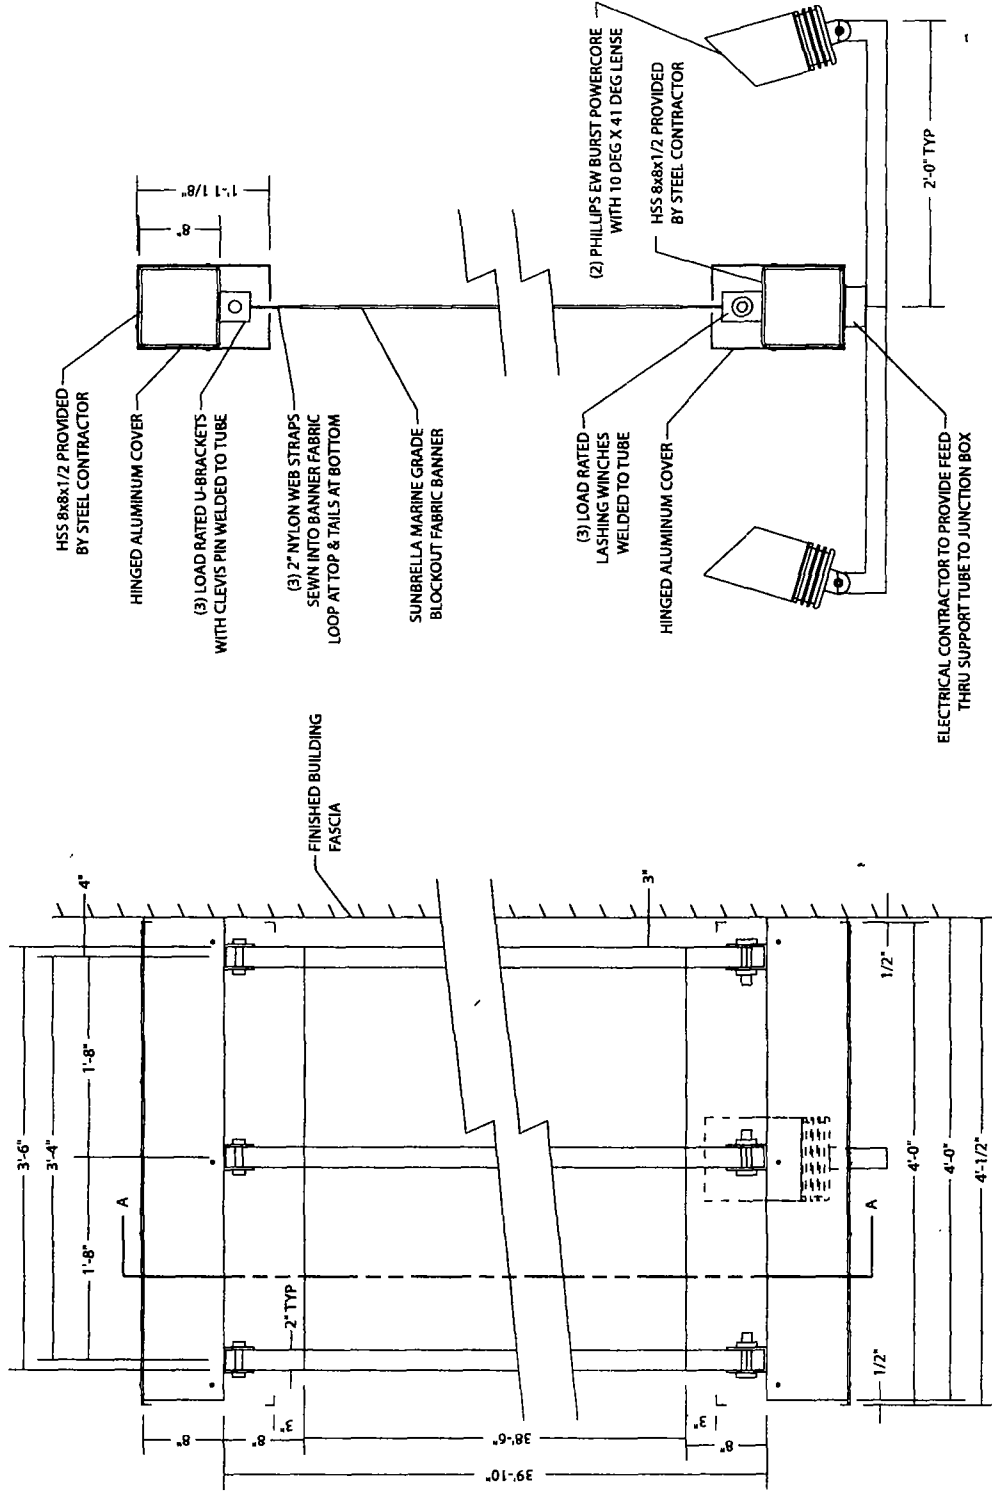 HSS 8x8x1/2 PROVIDED
BY STEEL CONTRACTOR
HINGED ALUMINUM COVER
(3) LOAD RATED U-BRACKETS
WITH CLEVIS PIN WELDED TO TUBE
(3) 2" NYLON WEB STRAPS
SEWN INTO BANNER FABRIC
LOOP AT TOP & TAILS AT BOTTOM
SUNBRELLA MARINE GRADE
BLOCKOUT FABRIC BANNER
8"
1'-1 1/8"
(2) PHILLIPS EW BURST POWERCORE
WITH 10 DEG X 41 DEG LENSE
HSS 8x8x1/2 PROVIDED
BY STEEL CONTRACTOR
(3) LOAD RATED
LASHING WINCHES
WELDED TO TUBE
HINGED ALUMINUM COVER
ELECTRICAL CONTRACTOR TO PROVIDE FEED
THRU SUPPORT TUBE TO JUNCTION BOX
2'-0" TYP
3'-6"
3'-4"
1'-8"
1'-8"
4"
A
FINISHED BUILDING
FASCIA
2" TYP
3"
8"
8"
3"
38'-6"
39'-10"
3"
8"
A
1/2"
1/2"
4'-0"
4'-0"
4'-1/2"